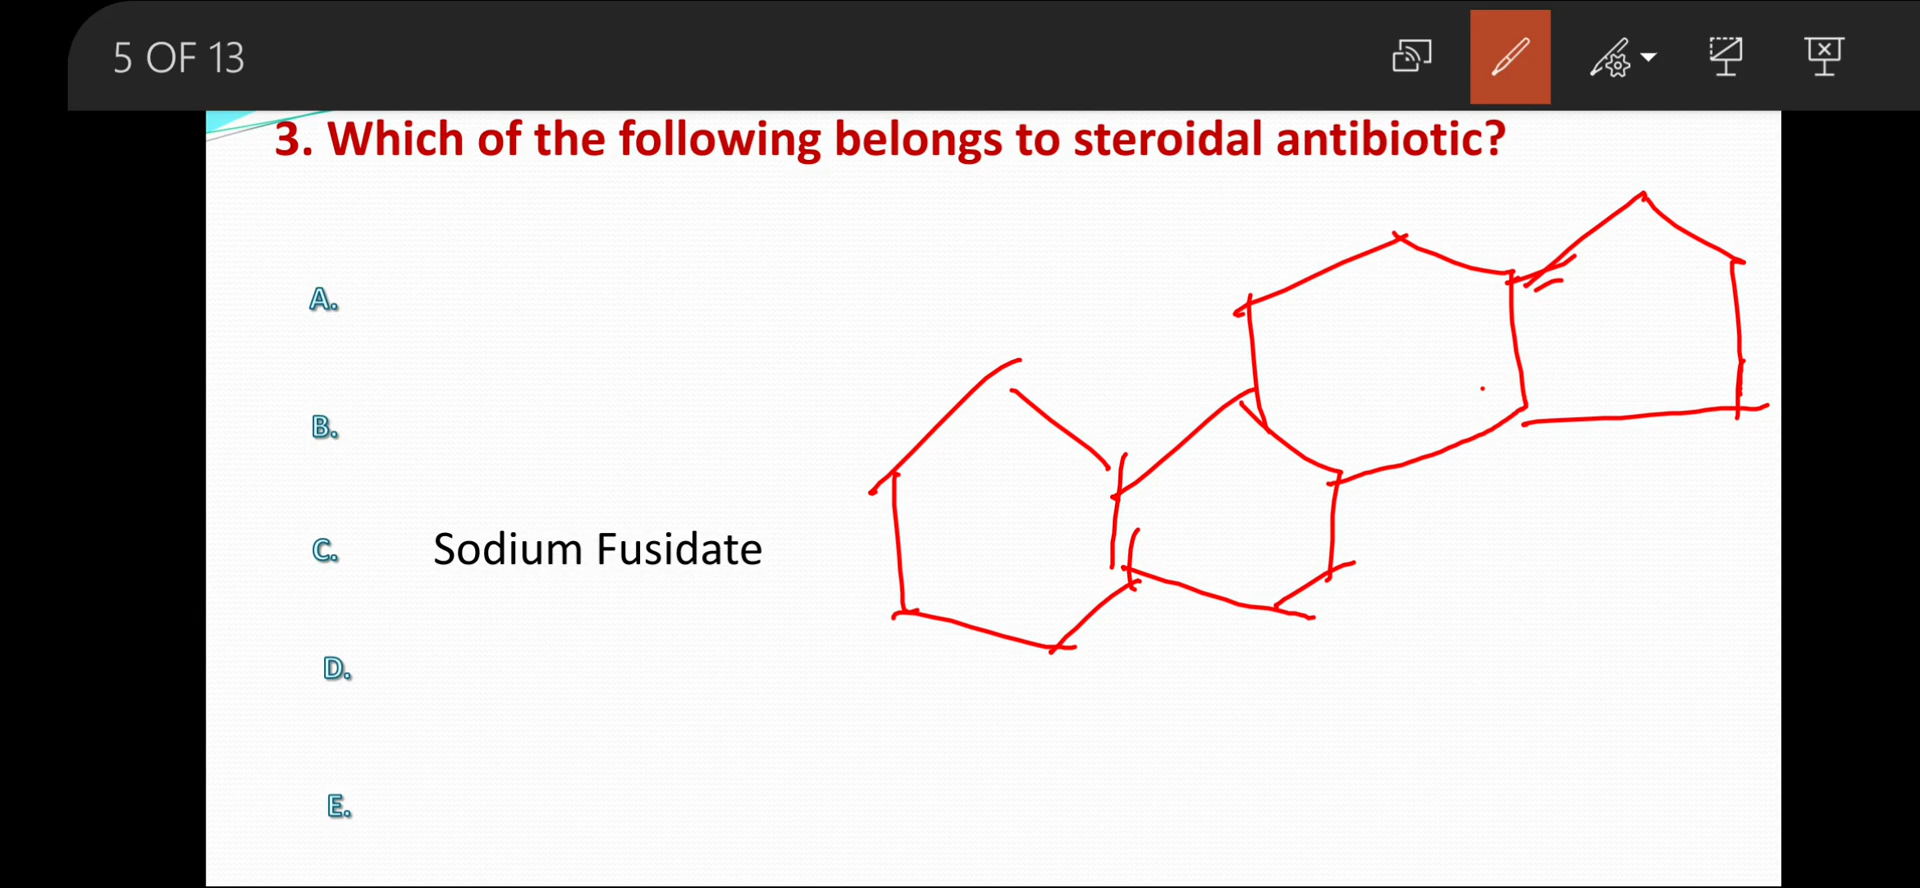 5 OF 13
3. Which of the following belongs to steroidal antibiotic?
A.
B.
C. Sodium Fusidate
D.
E.